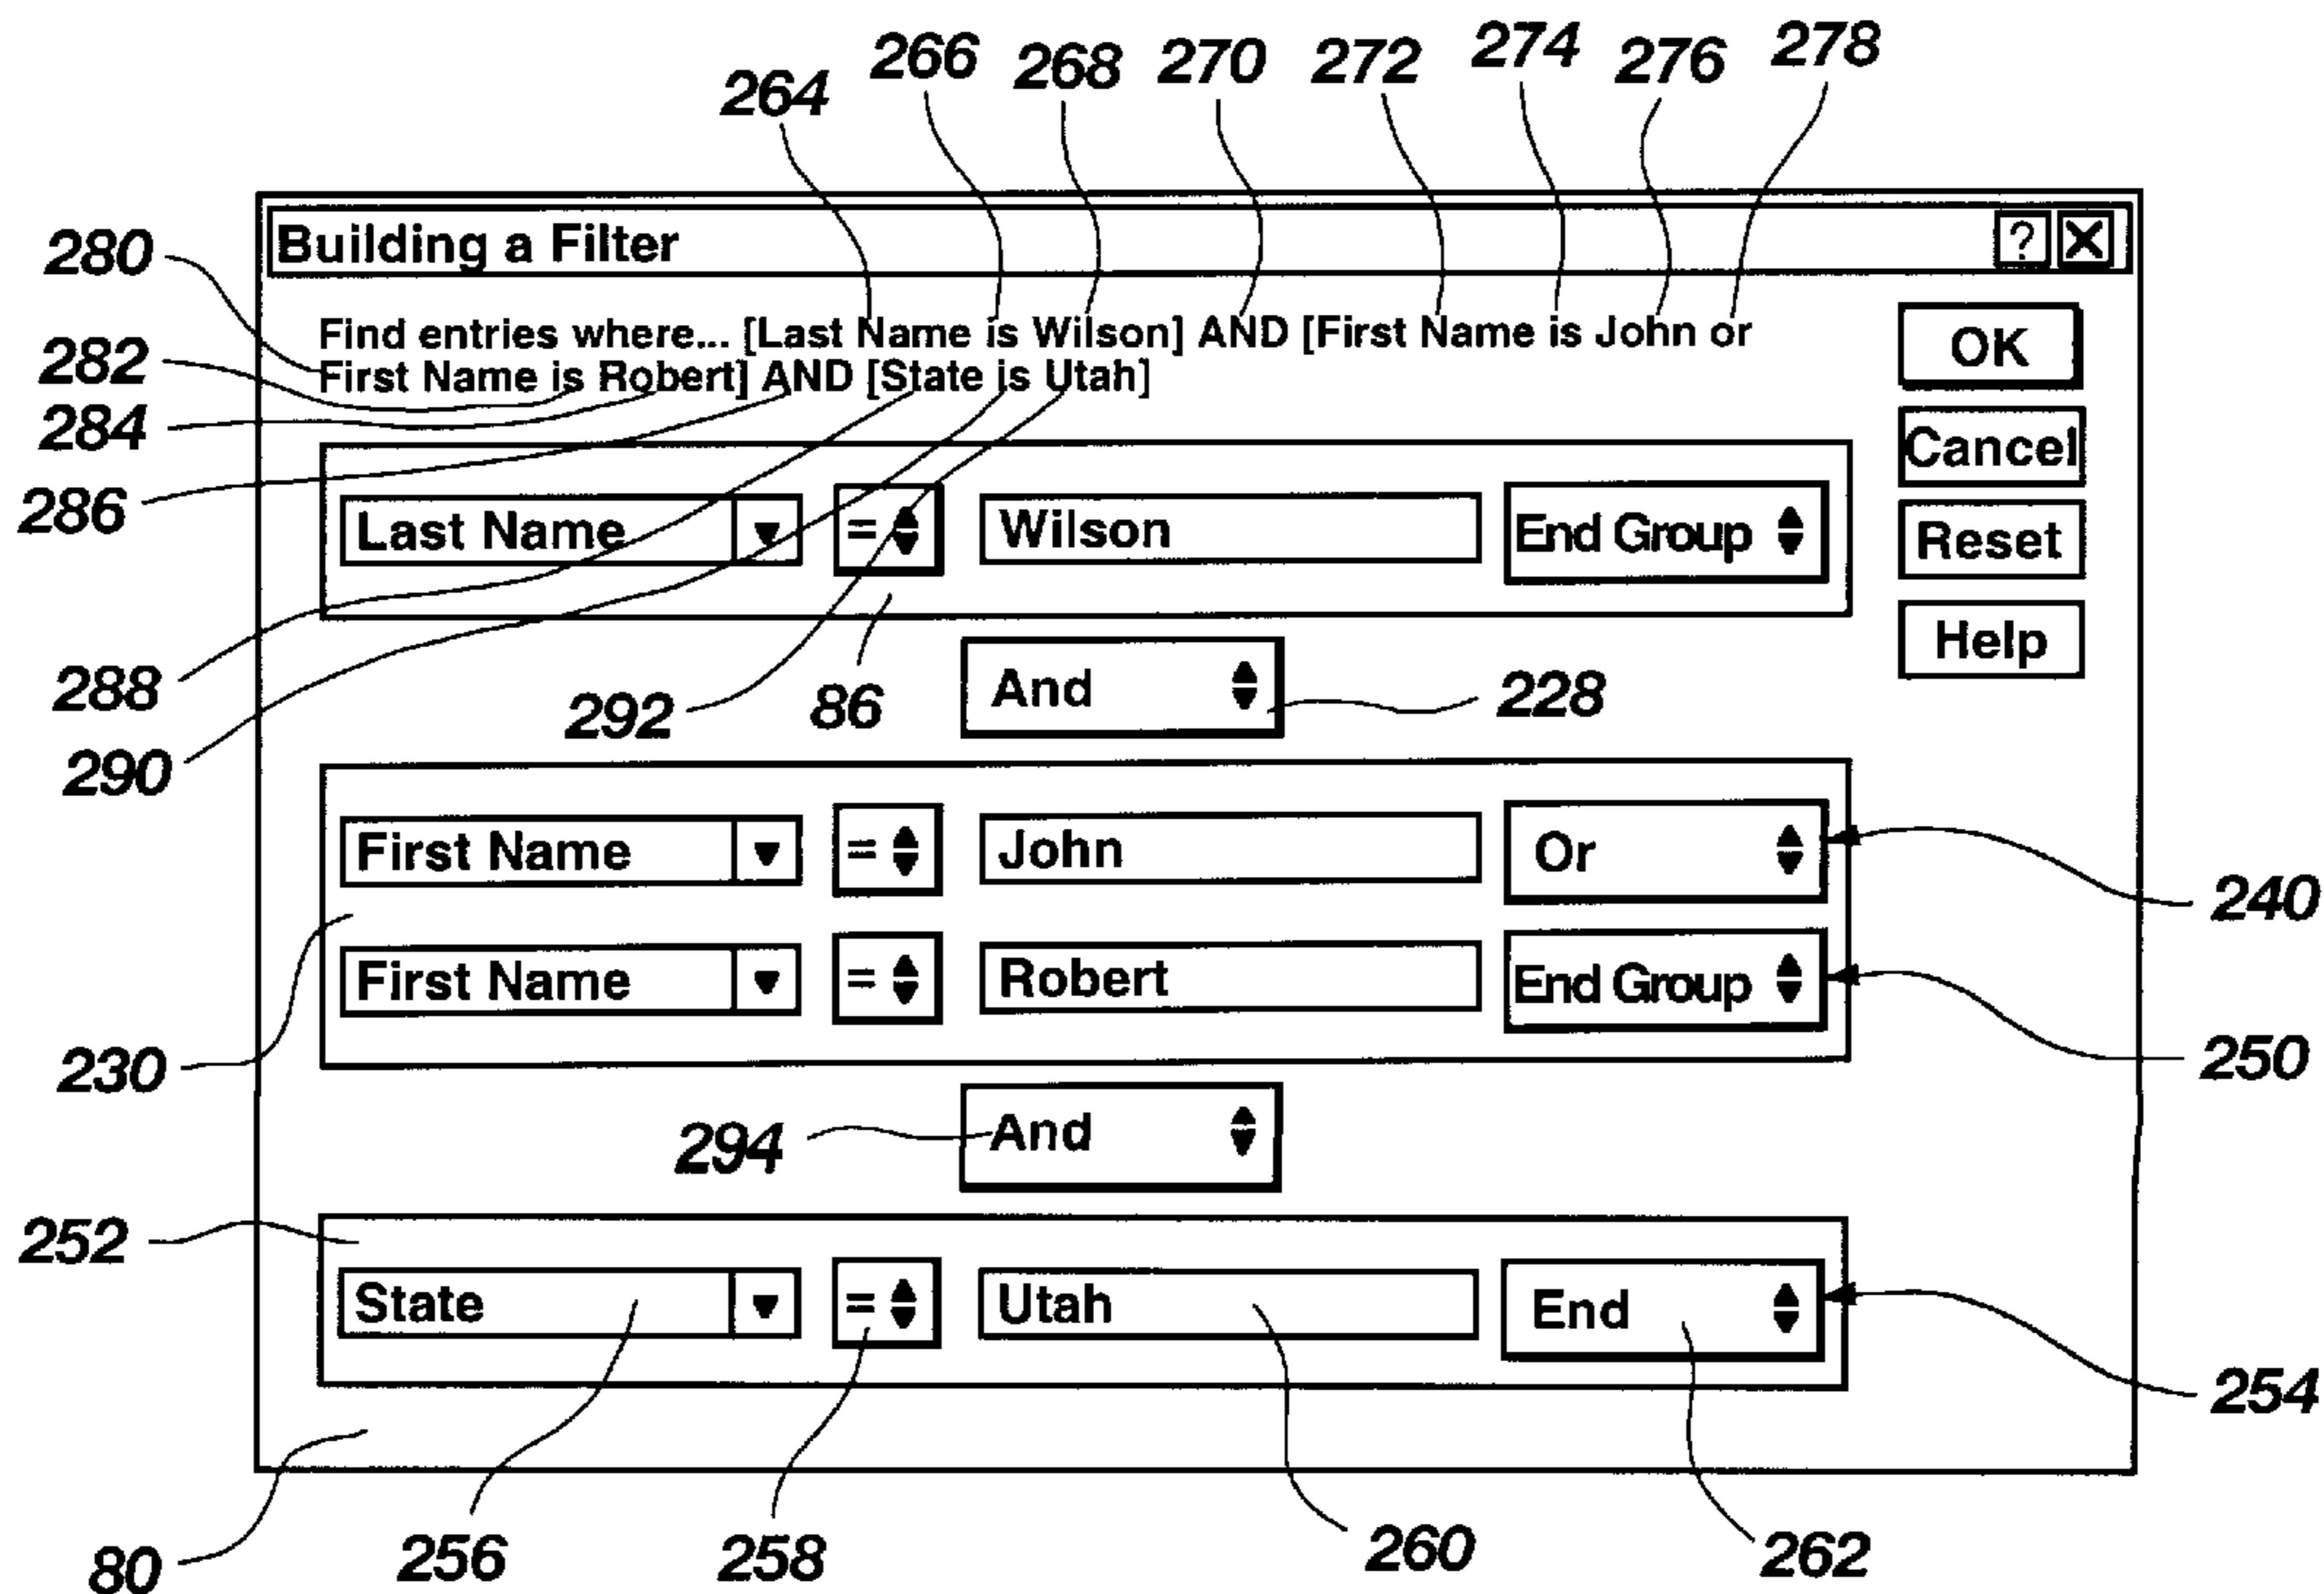 264 266 268 270 272 274 276 278
280
282
284
286
288
290
Building a Filter ?
Find entries where... [Last Name is Wilson] AND [First Name is John or
First Name is Robert] AND [State is Utah]
OK
Cancel
Reset
Help
Last Name = Wilson End Group
292 86
And 228
First Name = John Or 240
First Name = Robert End Group 250
230
294 And
252
State = Utah End 254
80 256 258 260 262